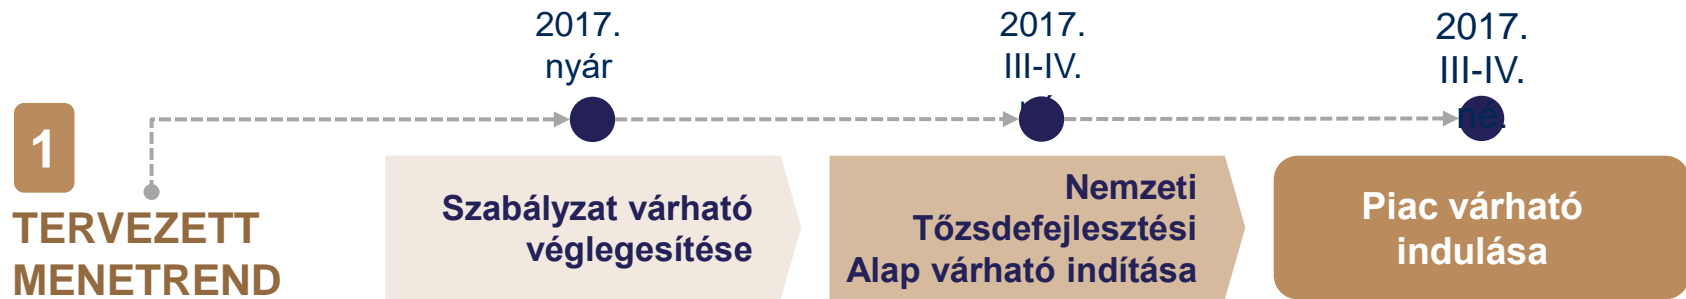 2017.
nyár
2017.
III-IV.
2017.
III-IV.
né.
1
TERVEZETT
MENETREND
Szabályzat várható
véglegesítése
Nemzeti
Tőzsdefejlesztési
Alap várható indítása
Piac várható
indulása